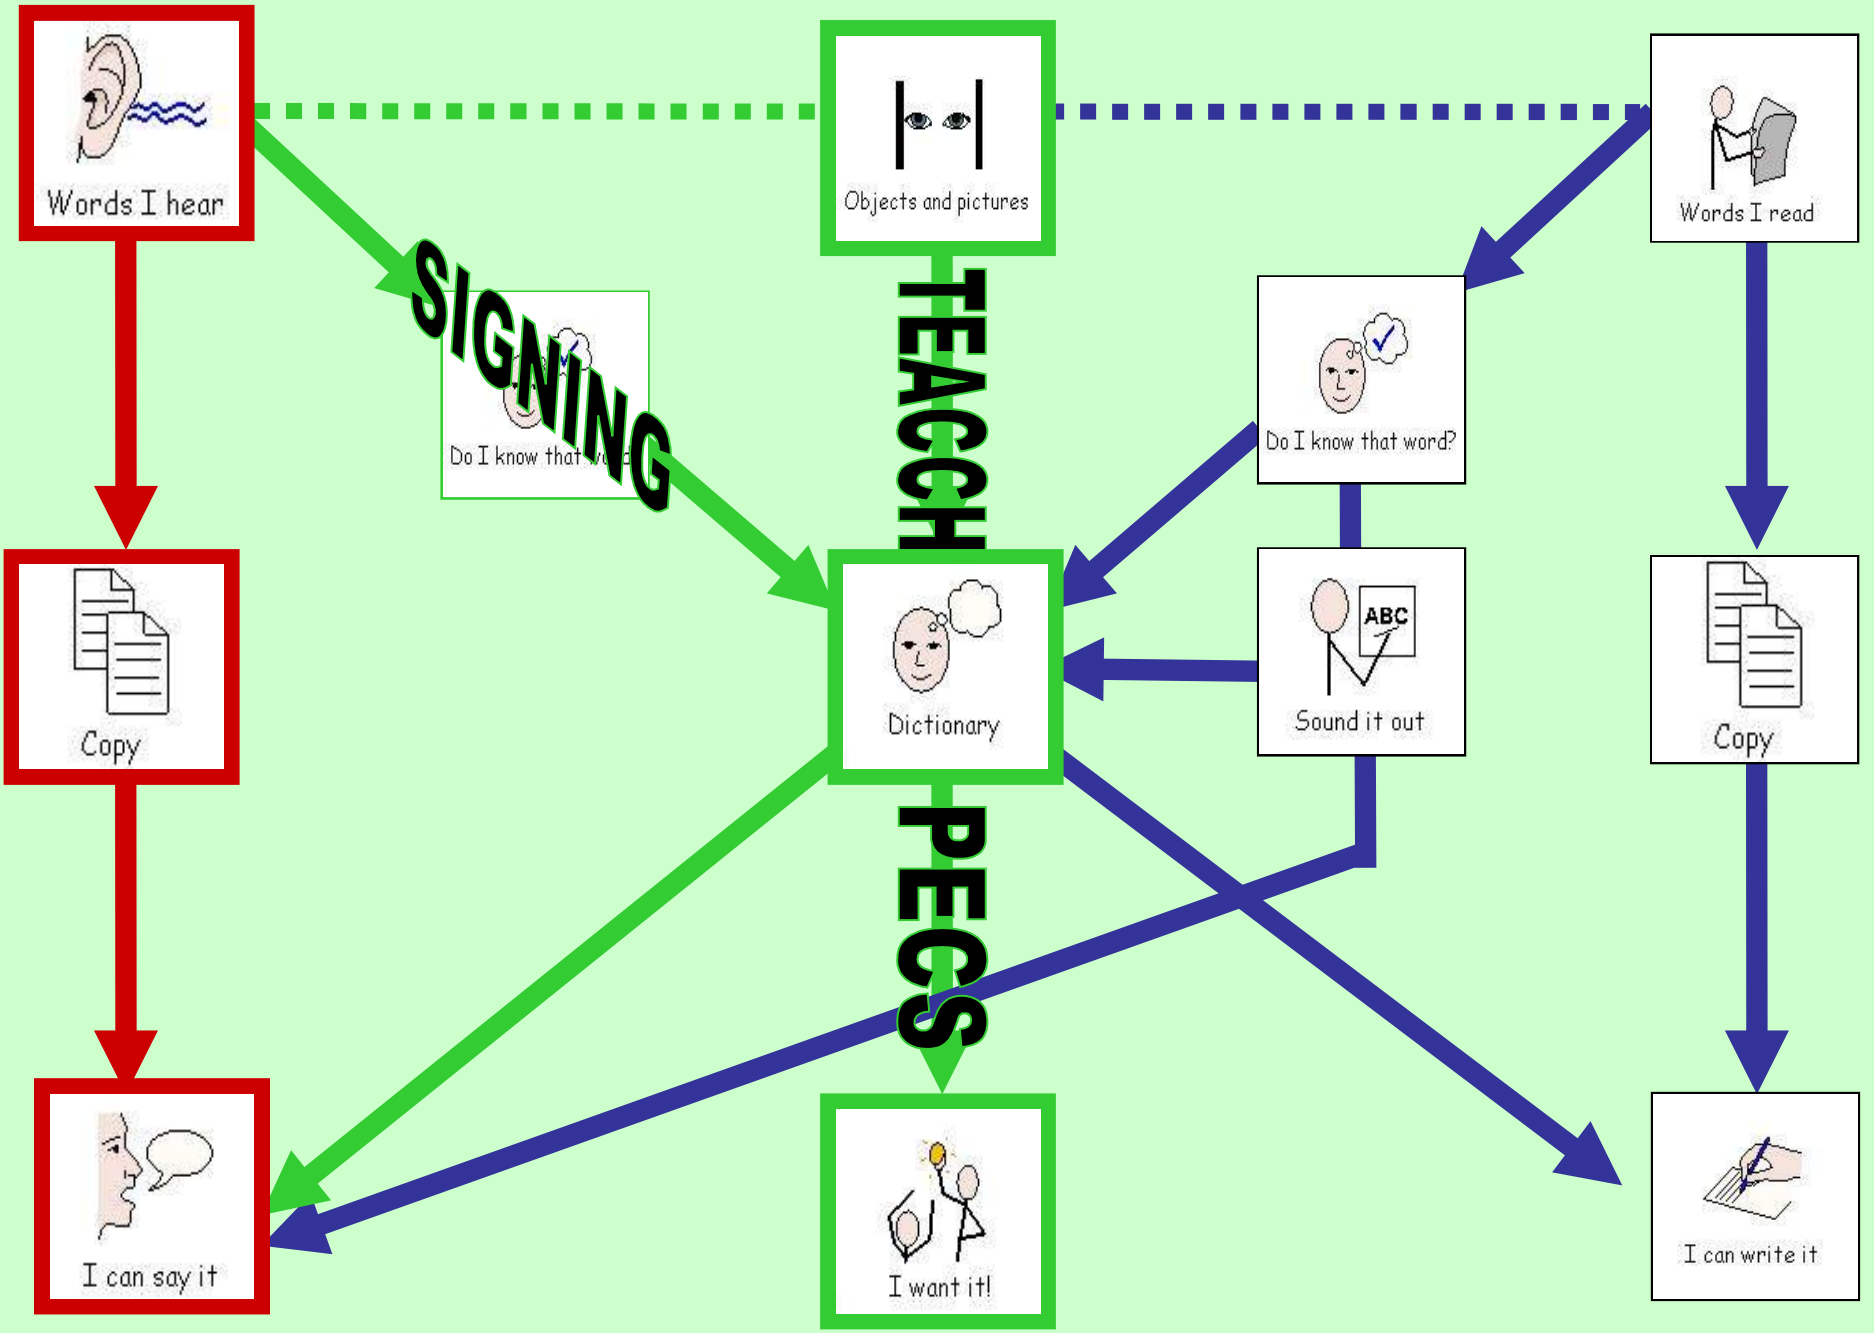 Words I hear
Objects and pictures
Words I read
SIGNING
TEACCH
Do I know that
Do I know that word?
Copy
Dictionary
ABC
Sound it out
Copy
PECS
I can say it
I want it!
I can write it